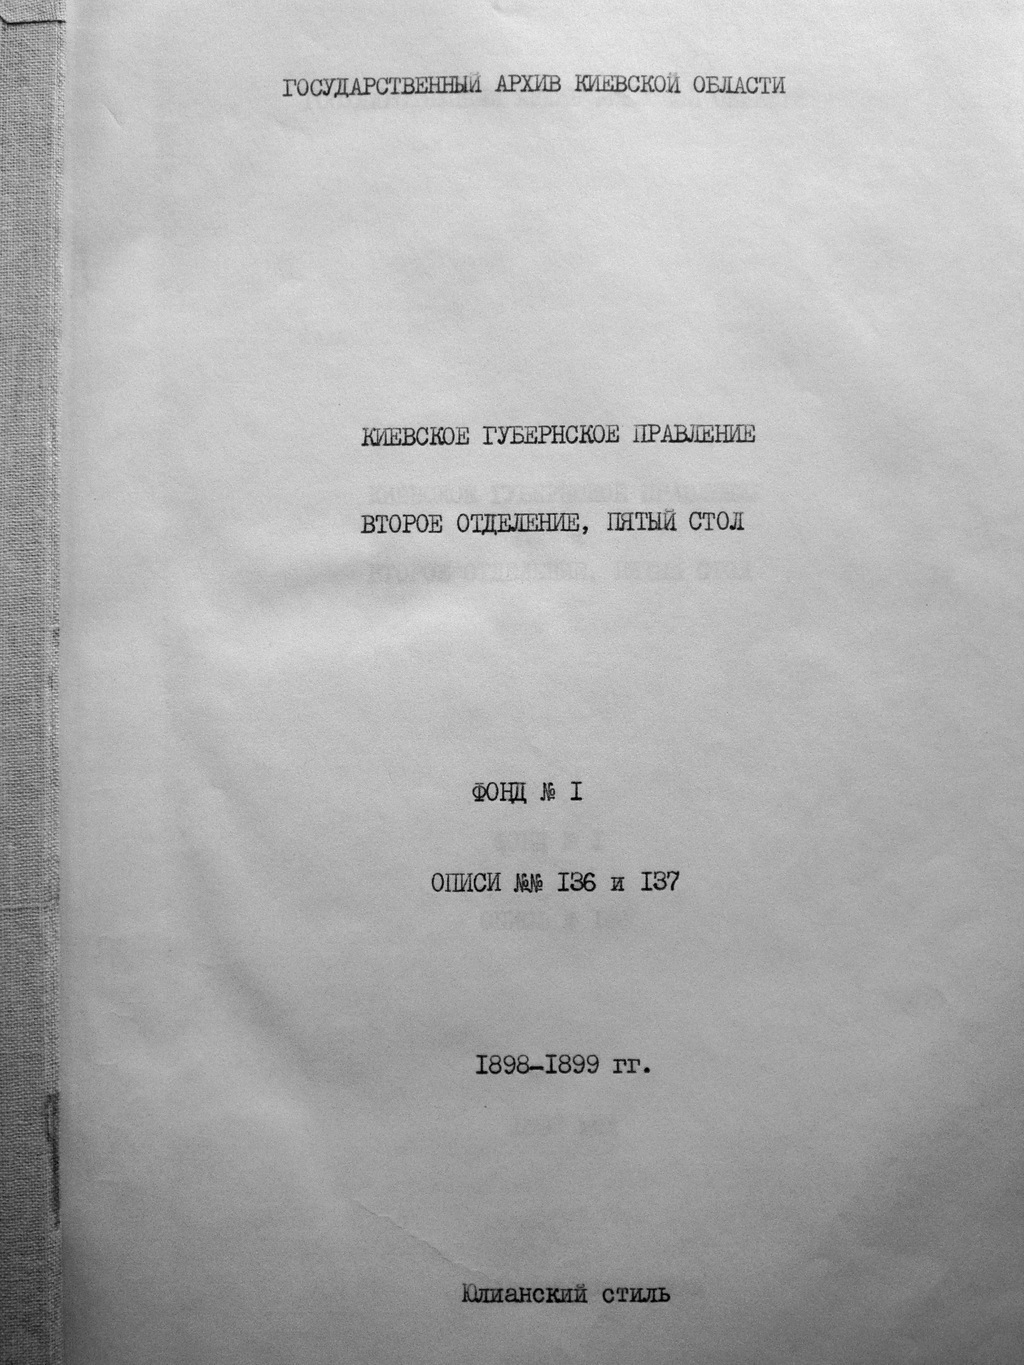 ГОСУДАРСТВЕННЫЙ АРХИВ КИЕВСКОЙ ОБЛАСТИ
КИЕВСКОЕ ГУБЕРНСКОЕ ПРАВЛЕНИЕ
ВТОРОЕ ОТДЕЛЕНИЕ, ПЯТЫЙ СТОЛ
ФОНД № I
ОПИСИ №№ I36 и I37
I898-I899 гг.
Юлианский стиль